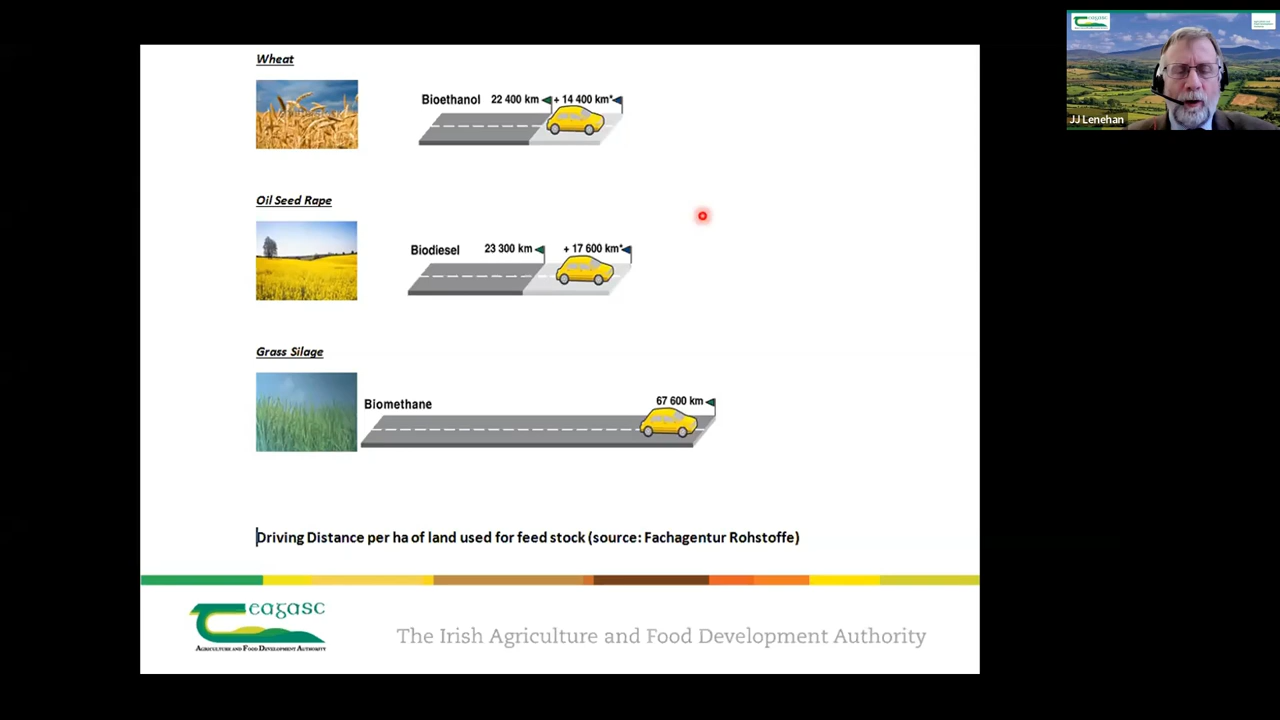 Wheat
Bioethanol 22 400 km + 14 400 km*
Oil Seed Rape
Biodiesel 23 300 km + 17 600 km*
Grass Silage
Biomethane 67 600 km
Driving Distance per ha of land used for feed stock (source: Fachagentur Rohstoffe)
eagasc
AGRICULTURE AND FOOD DEVELOPMENT AUTHORITY
The Irish Agriculture and Food Development Authority
eagasc
JJ Lenehan